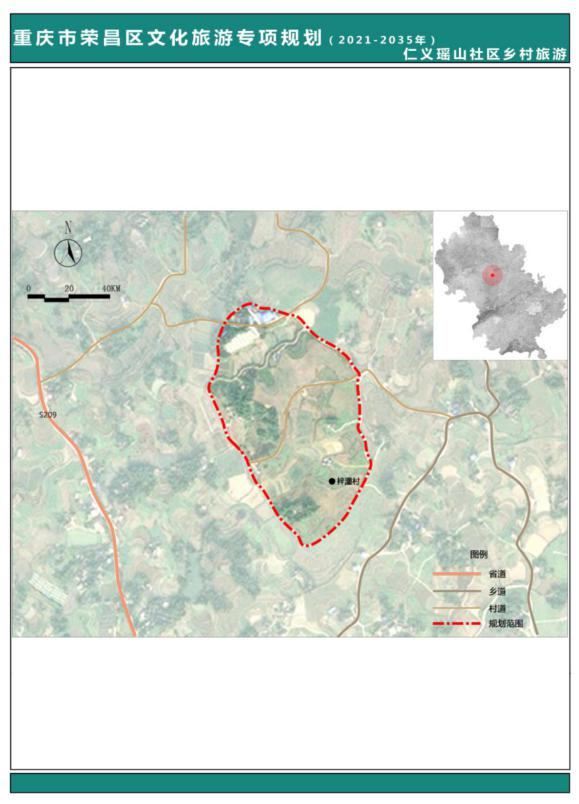 重庆市荣昌区文化旅游专项规划（2021-2035年）
仁义瑶山社区乡村旅游
N
0 20 40KM
S209
梓潼村
图例
省道
乡道
村道
规划范围